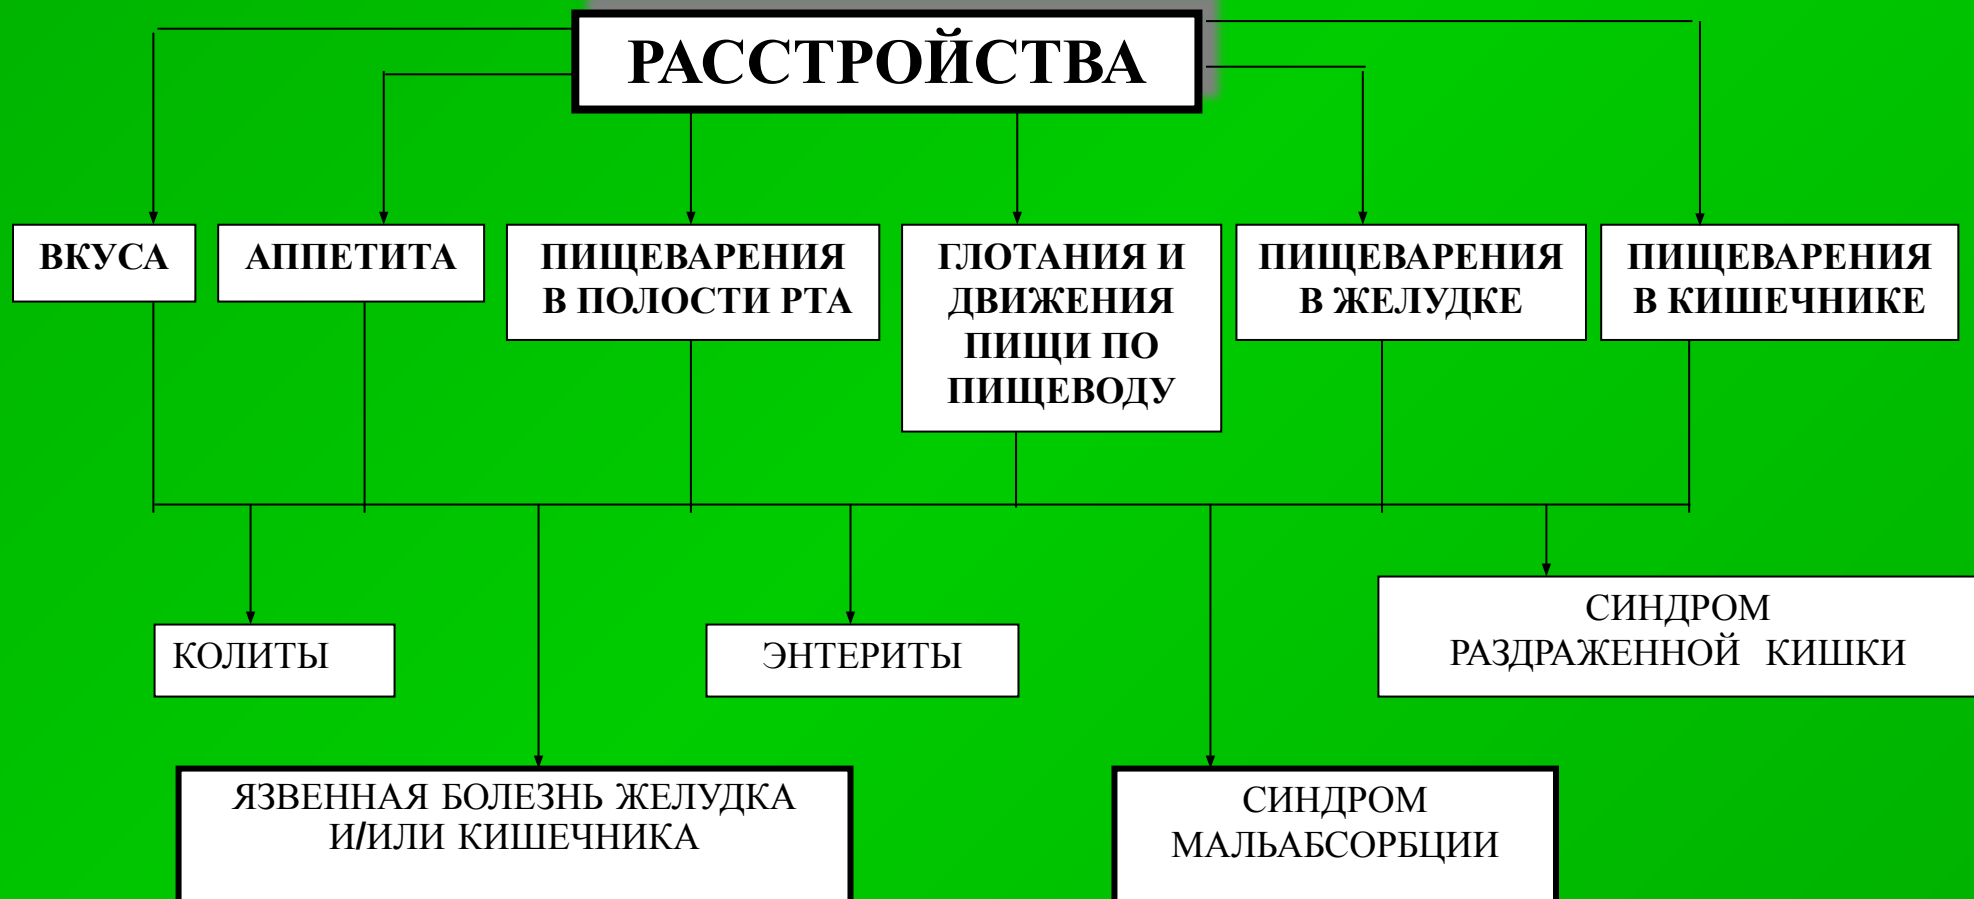 РАССТРОЙСТВА
ВКУСА
АППЕТИТА
ПИЩЕВАРЕНИЯ
В ПОЛОСТИ РТА
ГЛОТАНИЯ И
ДВИЖЕНИЯ
ПИЩИ ПО
ПИЩЕВОДУ
ПИЩЕВАРЕНИЯ
В ЖЕЛУДКЕ
ПИЩЕВАРЕНИЯ
В КИШЕЧНИКЕ
КОЛИТЫ
ЭНТЕРИТЫ
СИНДРОМ
РАЗДРАЖЕННОЙ КИШКИ
ЯЗВЕННАЯ БОЛЕЗНЬ ЖЕЛУДКА
И/ИЛИ КИШЕЧНИКА
СИНДРОМ
МАЛЬАБСОРБЦИИ